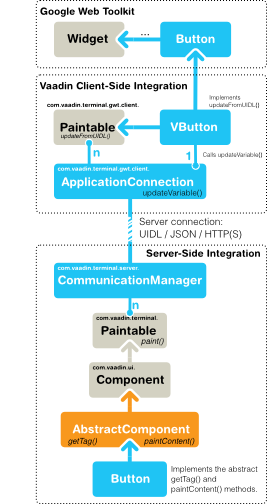 Google Web Toolkit
Widget
...
Button
Implements
updateFromUIDL()
Vaadin Client-Side Integration
com.vaadin.terminal.gwt.client.
Paintable
updateFromUIDL()
VButton
n
1
Calls updateVariable()
com.vaadin.terminal.gwt.client.
ApplicationConnection
updateVariable()
Server connection:
UIDL / JSON / HTTP(S)
Server-Side Integration
com.vaadin.terminal.server.
CommunicationManager
n
com.vaadin.terminal.
Paintable
paint()
com.vaadin.ui.
Component
AbstractComponent
getTag()
paintContent()
Button
Implements the abstract
getTag() and
paintContent() methods.